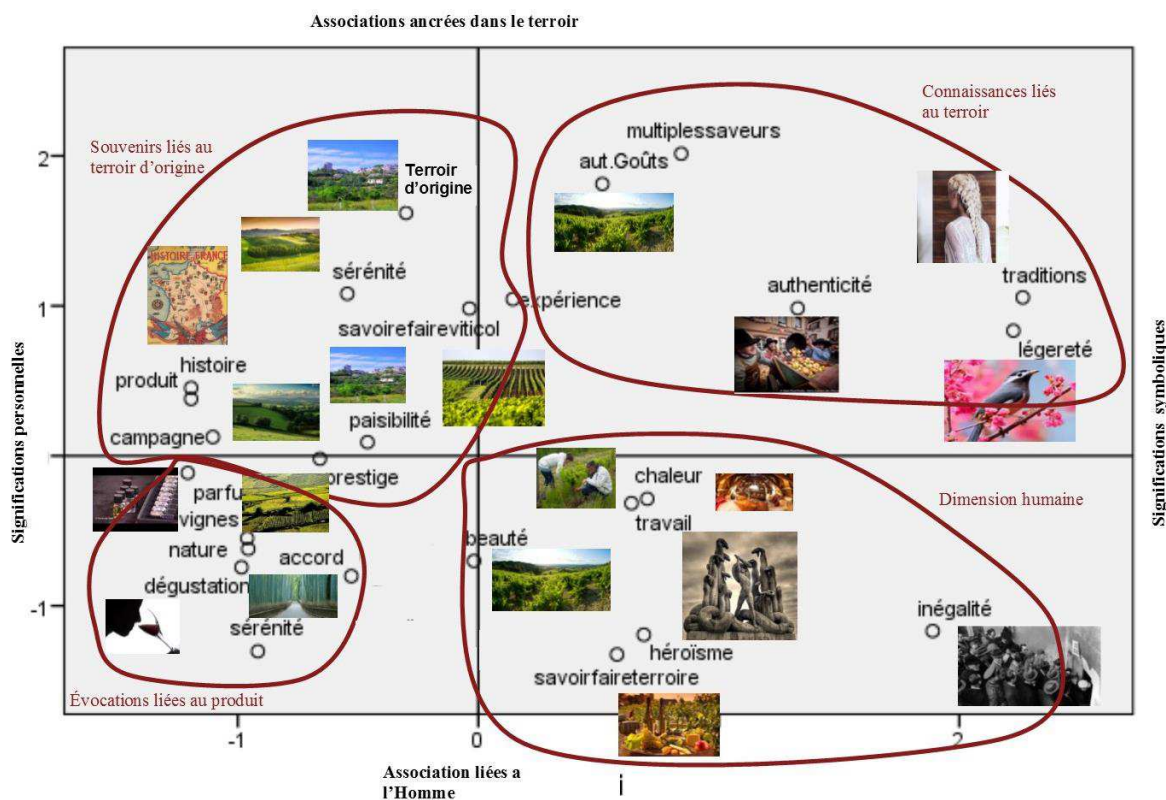 Associations ancrées dans le terroir
Souvenirs liés au
terroir d'origine
Connaissances liés
au terroir
2
multiplessaveurs
aut.Goûts
Terroir
d'origine
HISTOIRE FRANCE
sérénité
authenticité
traditions
1
expérience
savoirefaireviticol
légereté
histoire
produit
paisibilité
campagne
Significations personnelles
Significations symboliques
prestige
parfu
vignes
nature
accord
dégustation
sérénité
chaleur
travail
Dimension humaine
beauté
-1
inégalité
héroïsme
savoirfaireterroire
Évocations liées au produit
-1
0
2
Association liées a
l'Homme
i